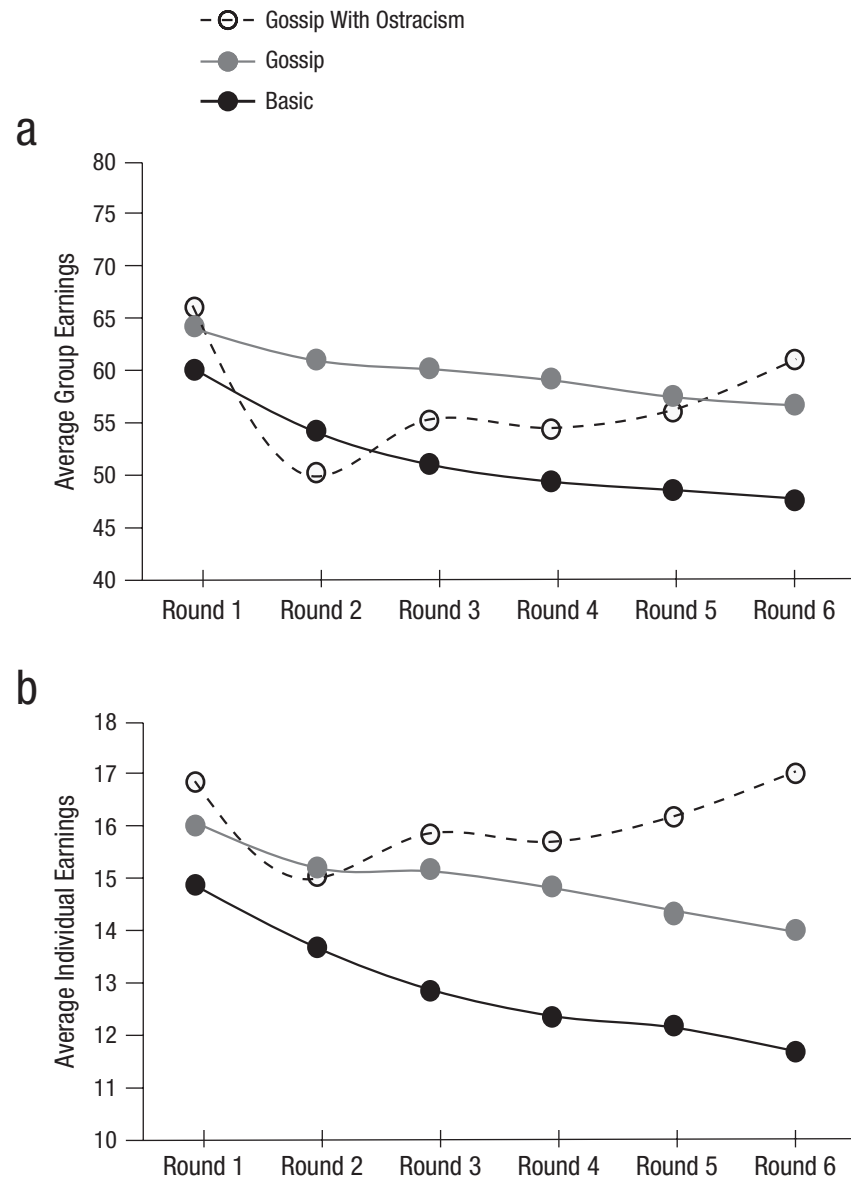 Gossip With Ostracism
Gossip
Basic
a
Average Group Earnings
80
75
70
65
60
55
50
45
40
Round 1 Round 2 Round 3 Round 4 Round 5 Round 6
b
Average Individual Earnings
18
17
16
15
14
13
12
11
10
Round 1 Round 2 Round 3 Round 4 Round 5 Round 6